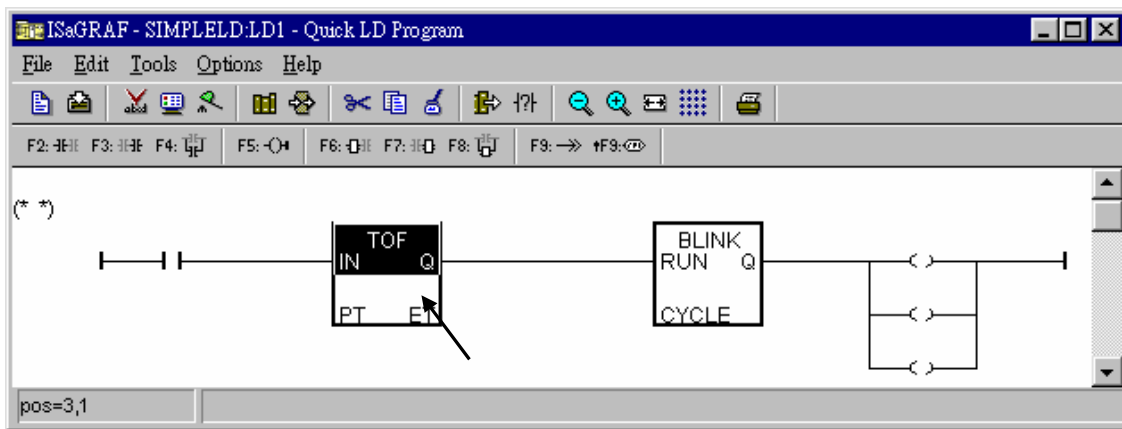 ISaGRAF - SIMPLELD:LD1 - Quick LD Program
File Edit Tools Options Help
F2: F3: F4: F5: F6: F7: F8: F9: F9:
(* *)
TOF BLINK
IN Q RUN Q
PT ET CYCLE
pos=3,1